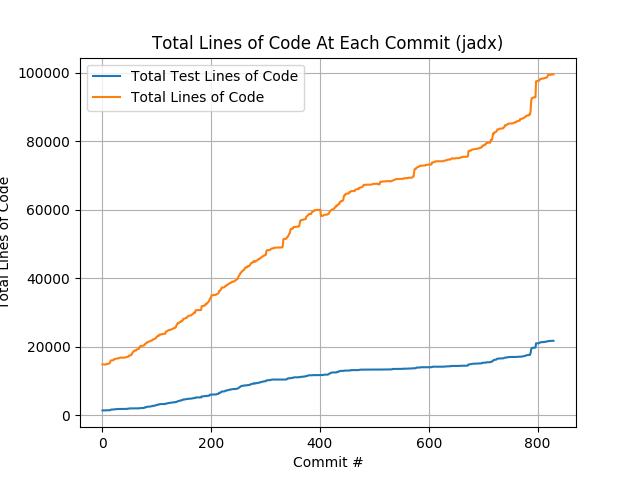 Total Lines of Code At Each Commit (jadx)
Total Test Lines of Code
Total Lines of Code
100000
80000
60000
40000
20000
0
Total Lines of Code
0 200 400 600 800
Commit #